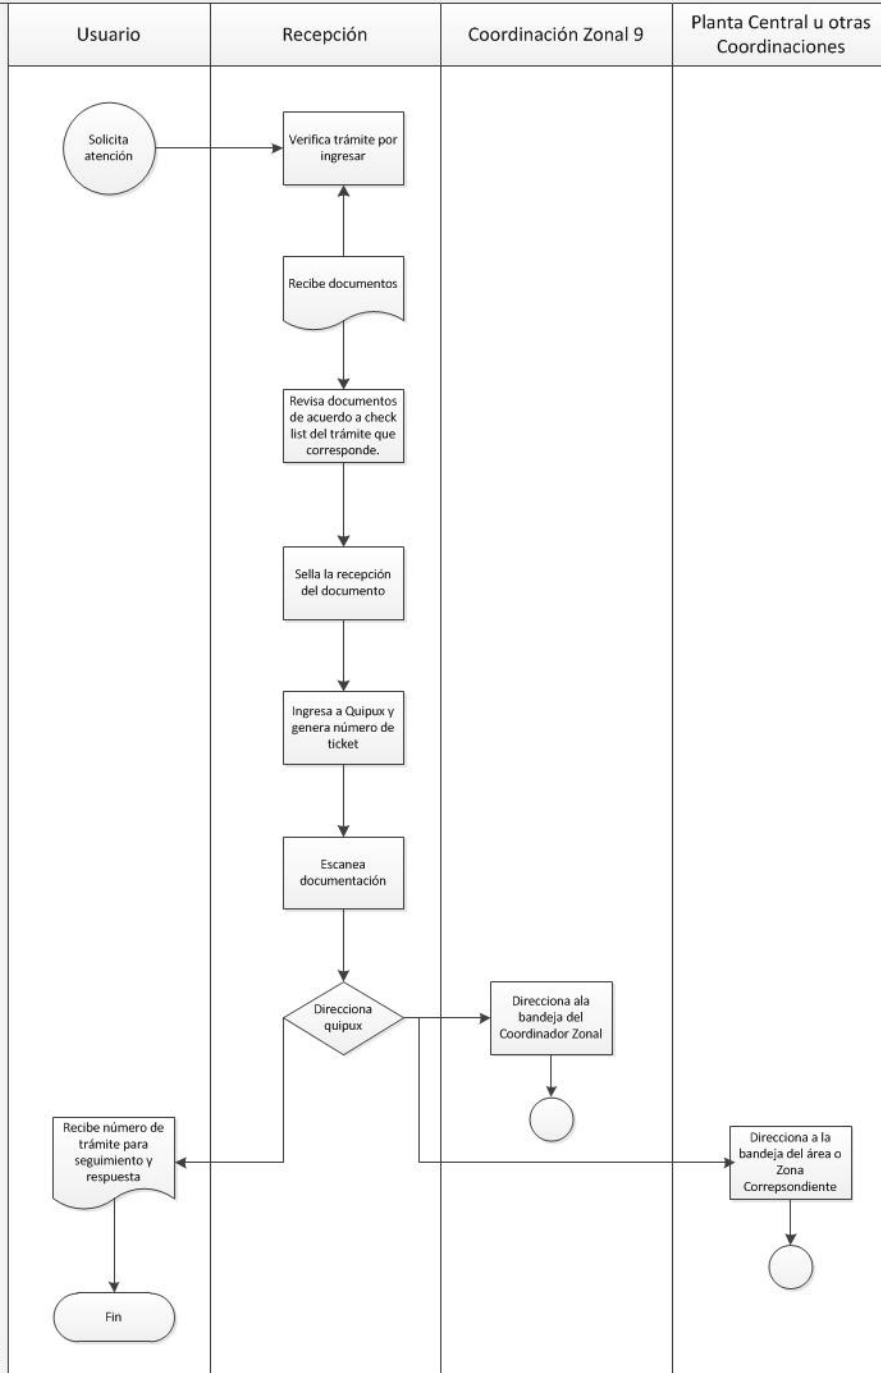 Usuario
Recepción
Coordinación Zonal 9
Planta Central u otras
Coordinaciones
Solicita
atención
Verifica trámite por
ingresar
Recibe documentos
Revisa documentos
de acuerdo a check
list del trámite que
corresponde.
Sella la recepción
del documento
Ingresa a Quipux y
genera número de
ticket
Escanea
documentación
Direcciona
quipux
Direcciona ala
bandeja del
Coordinador Zonal
Recibe número de
trámite para
seguimiento y
respuesta
Direcciona a la
bandeja del área o
Zona
Correpsondiente
Fin